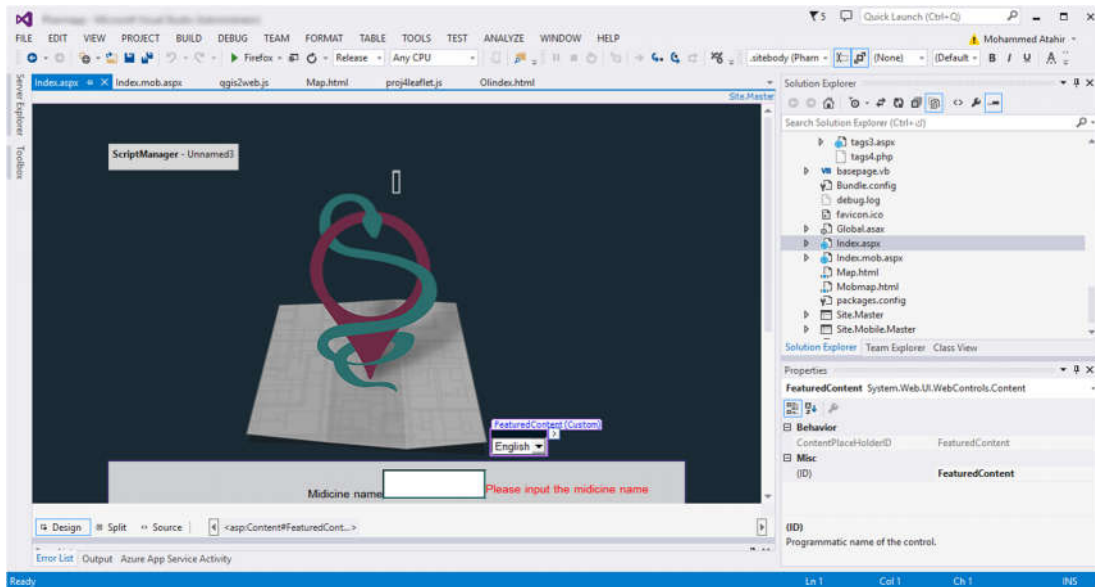 5
Quick Launch (Ctrl+Q)
FILE EDIT VIEW PROJECT BUILD DEBUG TEAM FORMAT TABLE TOOLS TEST ANALYZE WINDOW HELP
Mohammed Atahir
Firefox Release Any CPU .sitebody (Pharn (None) (Default B I U A
Server Explorer
Toolbox
Index.aspx Index.mob.aspx qgis2web.js Map.html proj4leaflet.js OlIndex.html
Site.Master
ScriptManager - Unnamed3
FeaturedContent (Custom)
English
Midicine name
Please input the midicine name
Design Split Source <asp:Content#FeaturedCont...>
Error List Output Azure App Service Activity
Solution Explorer
Search Solution Explorer (Ctrl+;)
tags3.aspx
tags4.php
basepage.vb
Bundle.config
debug.log
favicon.ico
Global.asax
Index.aspx
Index.mob.aspx
Map.html
Mobmap.html
packages.config
Site.Master
Site.Mobile.Master
Solution Explorer Team Explorer Class View
Properties
FeaturedContent System.Web.UI.WebControls.Content
Behavior
ContentPlaceHolderID FeaturedContent
Misc
(ID) FeaturedContent
(ID)
Programmatic name of the control.
Ready Ln 1 Col 1 Ch 1 INS